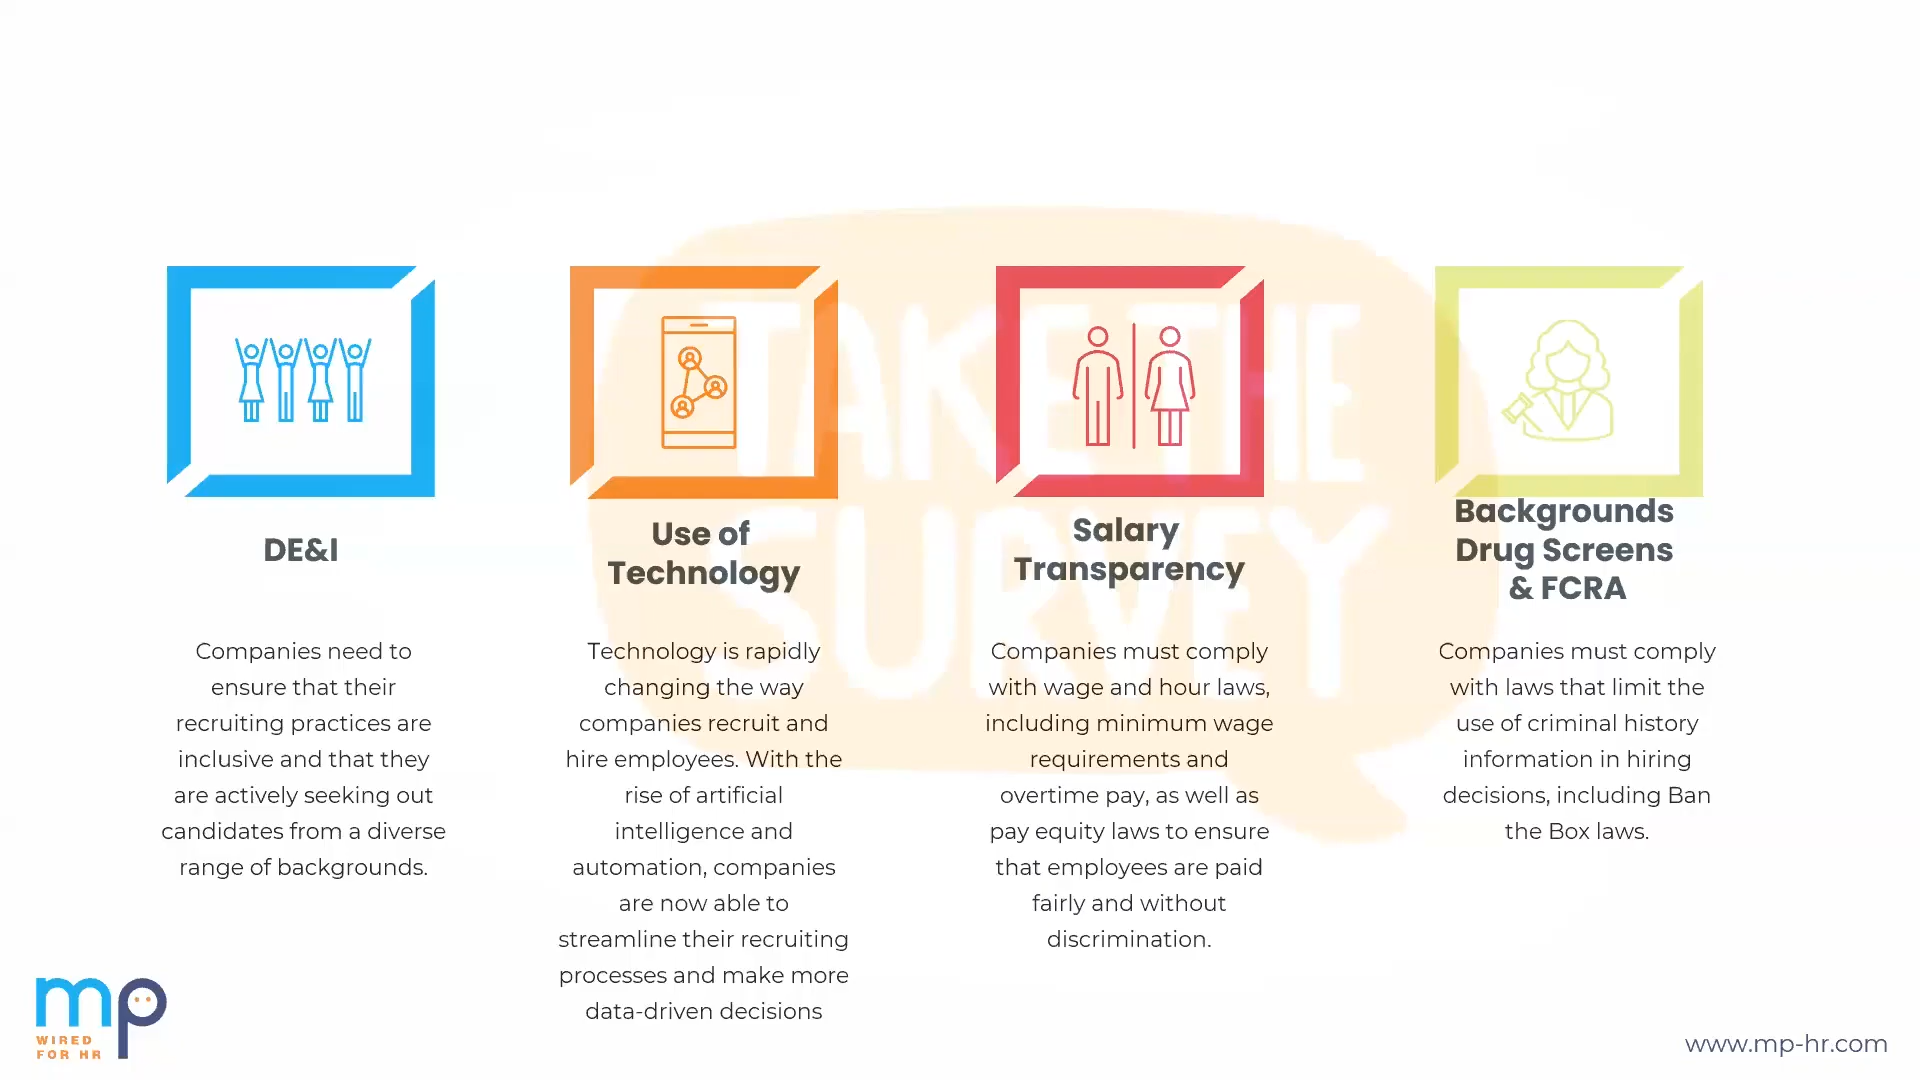 TAKE THE
SURVEY
DE&I
Companies need to
ensure that their
recruiting practices are
inclusive and that they
are actively seeking out
candidates from a diverse
range of backgrounds.
Use of
Technology
Technology is rapidly
changing the way
companies recruit and
hire employees. With the
rise of artificial
intelligence and
automation, companies
are now able to
streamline their recruiting
processes and make more
data-driven decisions
Salary
Transparency
Companies must comply
with wage and hour laws,
including minimum wage
requirements and
overtime pay, as well as
pay equity laws to ensure
that employees are paid
fairly and without
discrimination.
Backgrounds
Drug Screens
& FCRA
Companies must comply
with laws that limit the
use of criminal history
information in hiring
decisions, including Ban
the Box laws.
mp
WIRED
FOR HR
www.mp-hr.com